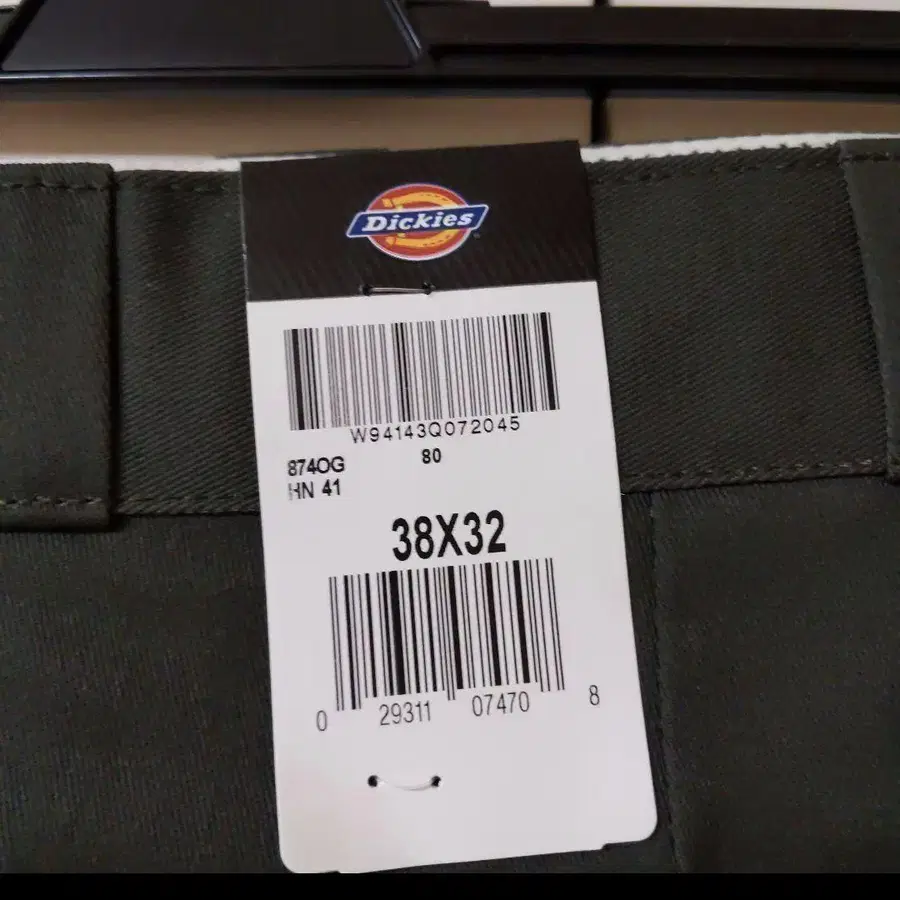 Dickies
W94143Q072045
874OG 80
HN 41
38X32
0 29311 07470 8